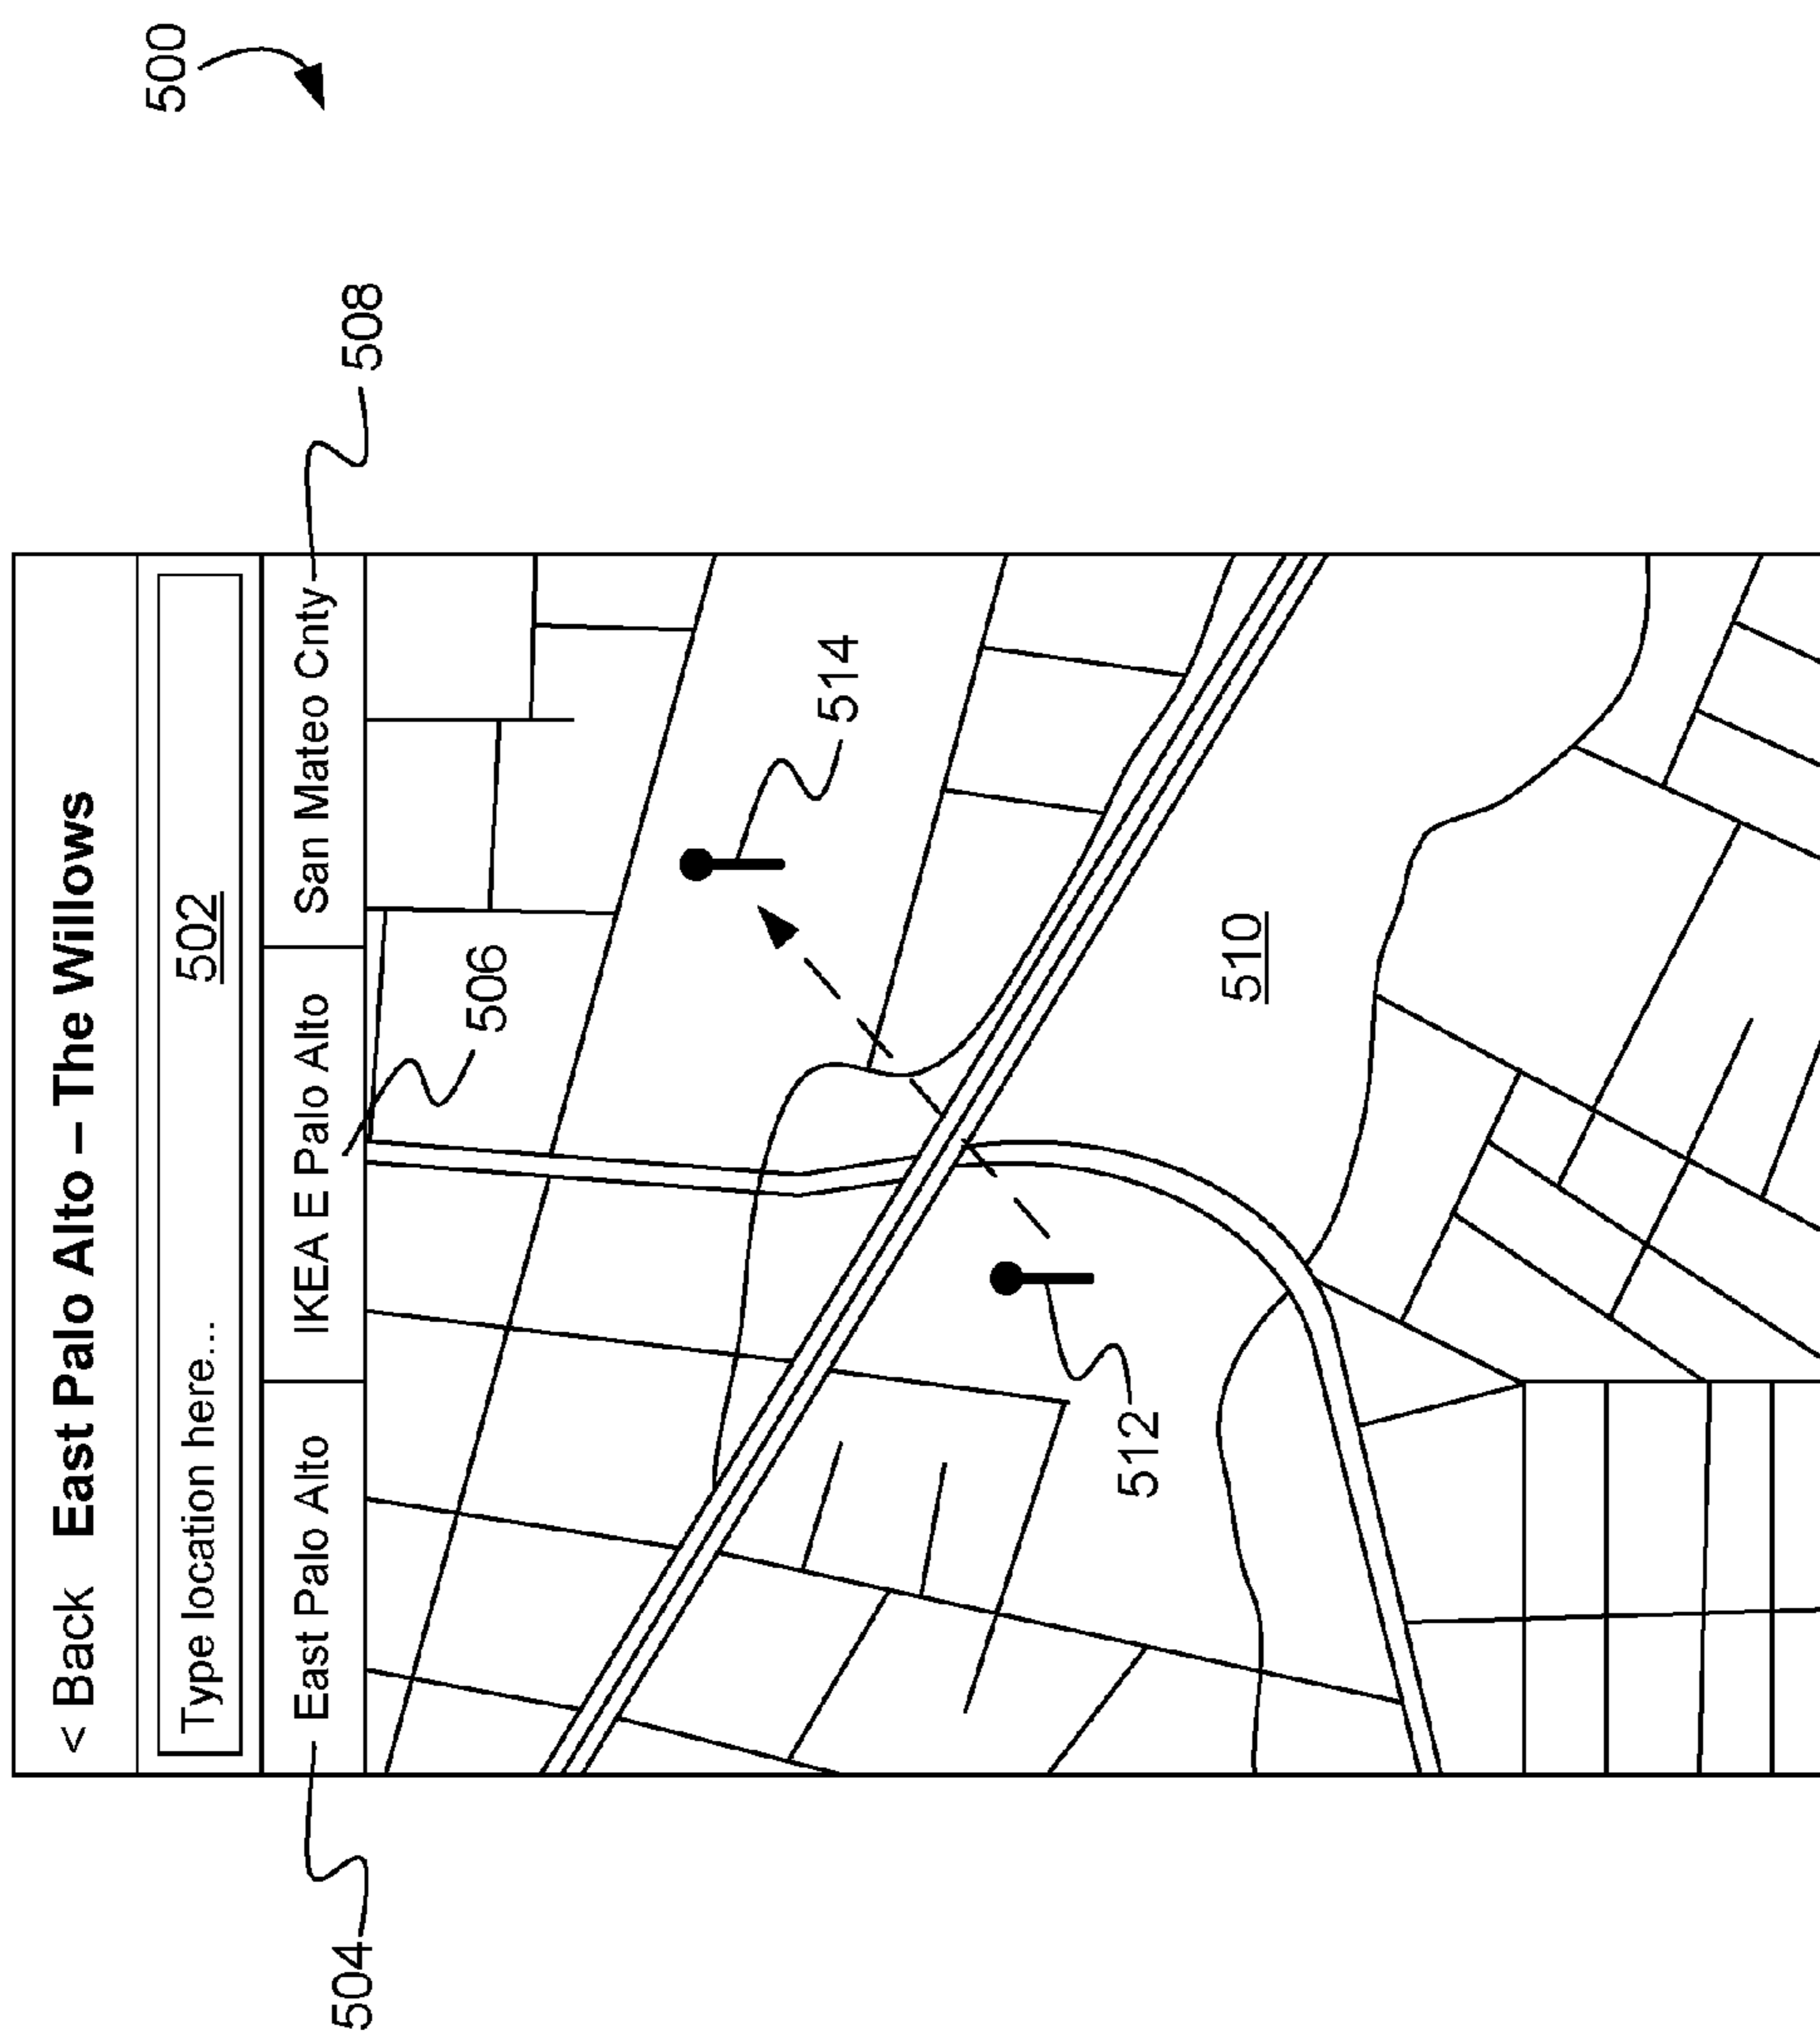 500
< Back East Palo Alto – The Willows
Type location here... 502
East Palo Alto
IKEA E Palo Alto
San Mateo Cnty
504
508
506
514
510
512